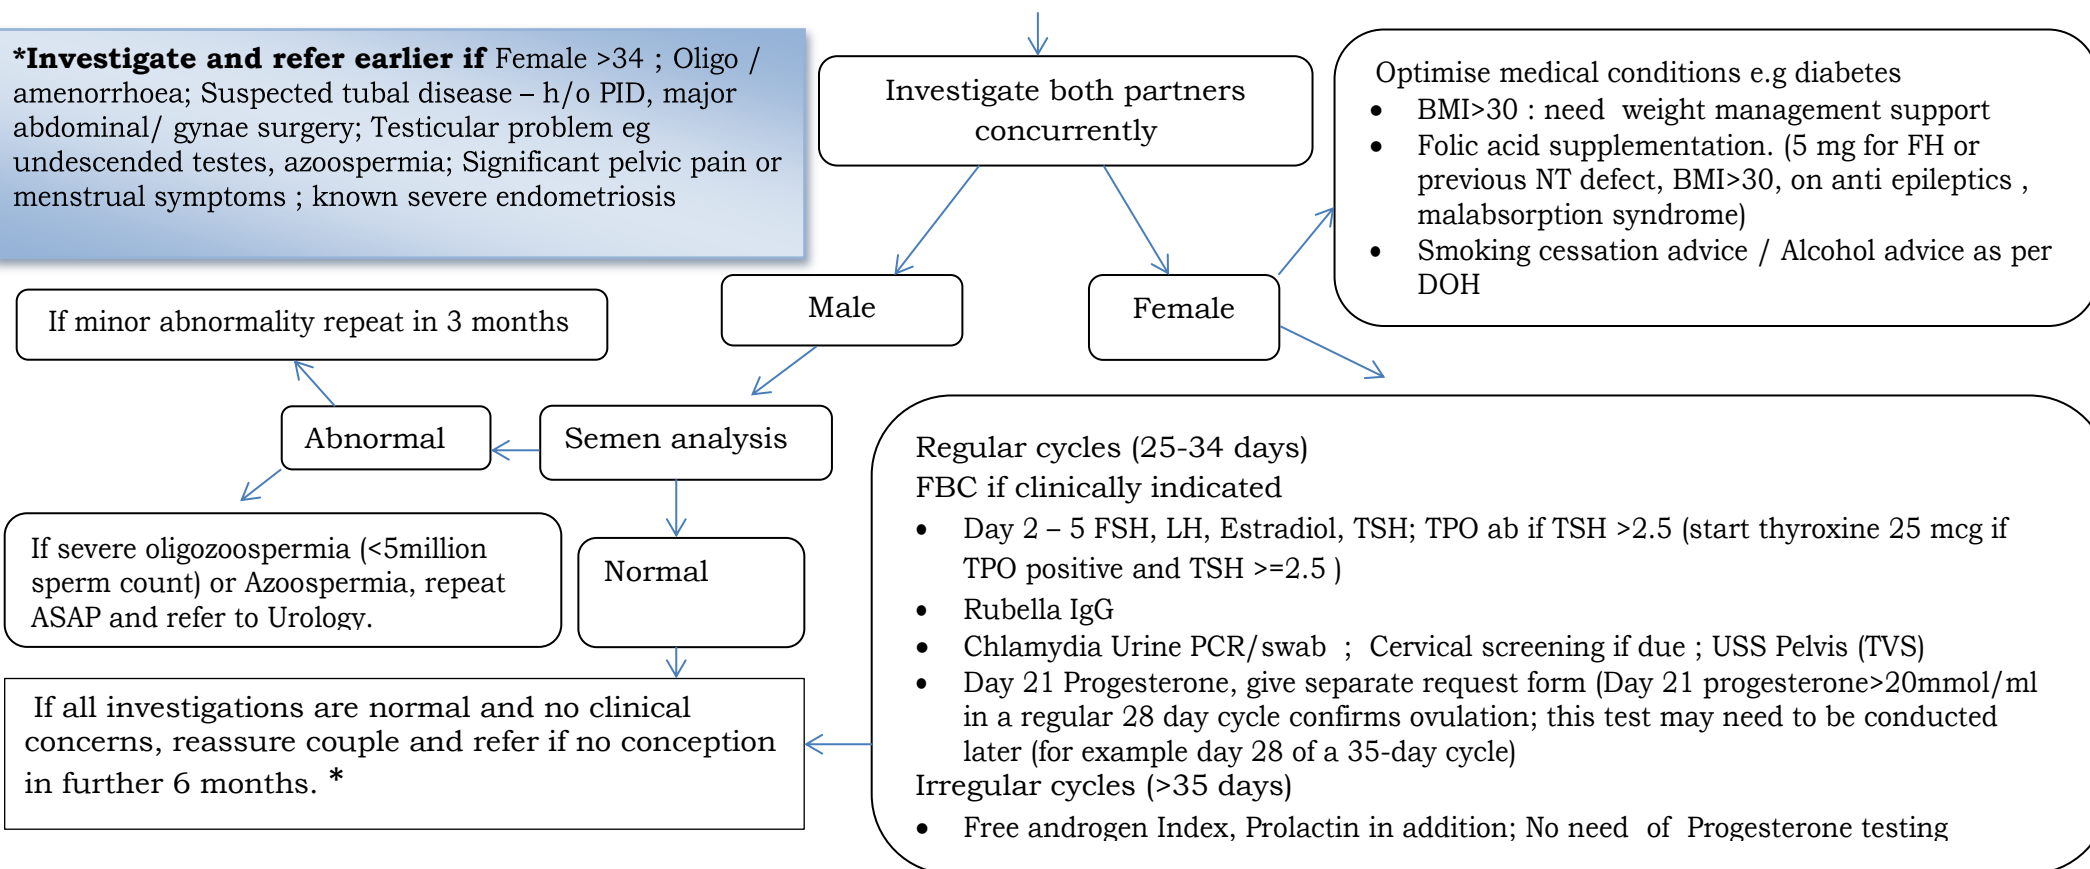 *Investigate and refer earlier if Female >34 ; Oligo /
amenorrhoea; Suspected tubal disease – h/o PID, major
abdominal/ gynae surgery; Testicular problem eg
undescended testes, azoospermia; Significant pelvic pain or
menstrual symptoms ; known severe endometriosis
Investigate both partners
concurrently
Optimise medical conditions e.g diabetes
• BMI>30 : need weight management support
• Folic acid supplementation. (5 mg for FH or
previous NT defect, BMI>30, on anti epileptics ,
malabsorption syndrome)
• Smoking cessation advice / Alcohol advice as per
DOH
Male
Female
If minor abnormality repeat in 3 months
Abnormal
Semen analysis
If severe oligozoospermia (<5million
sperm count) or Azoospermia, repeat
ASAP and refer to Urology.
Normal
If all investigations are normal and no clinical
concerns, reassure couple and refer if no conception
in further 6 months. *
Regular cycles (25-34 days)
FBC if clinically indicated
• Day 2 – 5 FSH, LH, Estradiol, TSH; TPO ab if TSH >2.5 (start thyroxine 25 mcg if
TPO positive and TSH >=2.5 )
• Rubella IgG
• Chlamydia Urine PCR/swab ; Cervical screening if due ; USS Pelvis (TVS)
• Day 21 Progesterone, give separate request form (Day 21 progesterone>20mmol/ml
in a regular 28 day cycle confirms ovulation; this test may need to be conducted
later (for example day 28 of a 35-day cycle)
Irregular cycles (>35 days)
• Free androgen Index, Prolactin in addition; No need of Progesterone testing